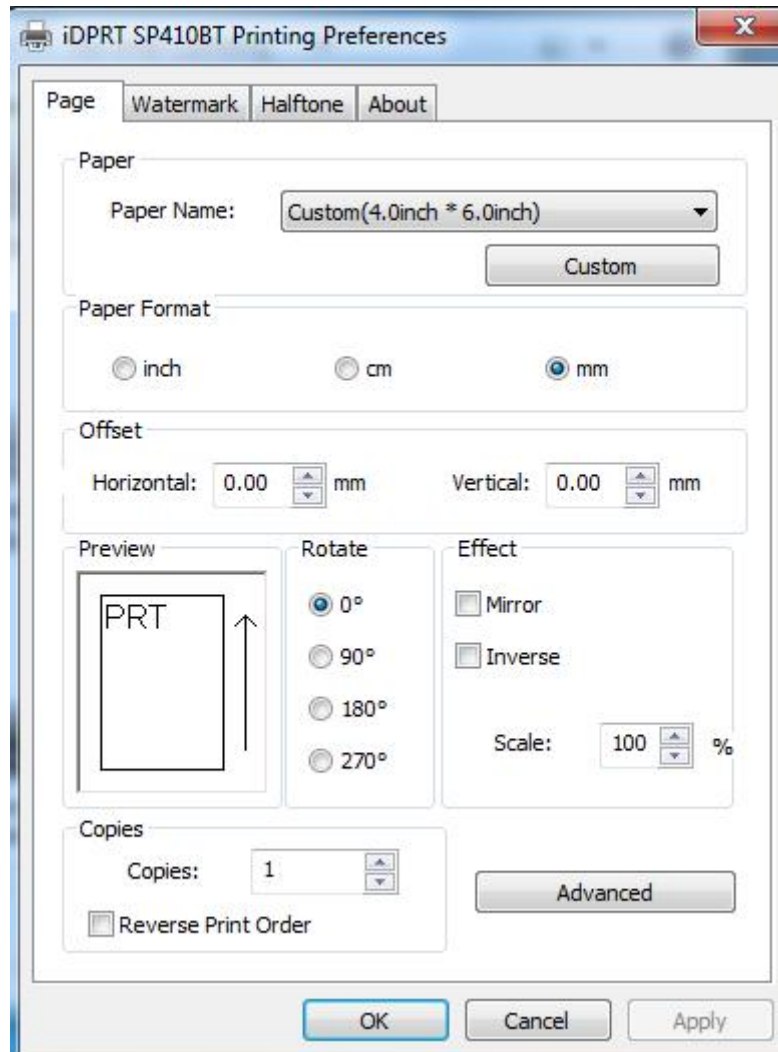 iDPRT SP410BT Printing Preferences
Page Watermark Halftone About
Paper
Paper Name: Custom(4.0inch * 6.0inch)
Custom
Paper Format
inch cm mm
Offset
Horizontal: 0.00 mm Vertical: 0.00 mm
Preview Rotate Effect
PRT 0° Mirror
90° Inverse
180°
Scale: 100 %
270°
Copies
Copies: 1
Advanced
Reverse Print Order
OK Cancel Apply